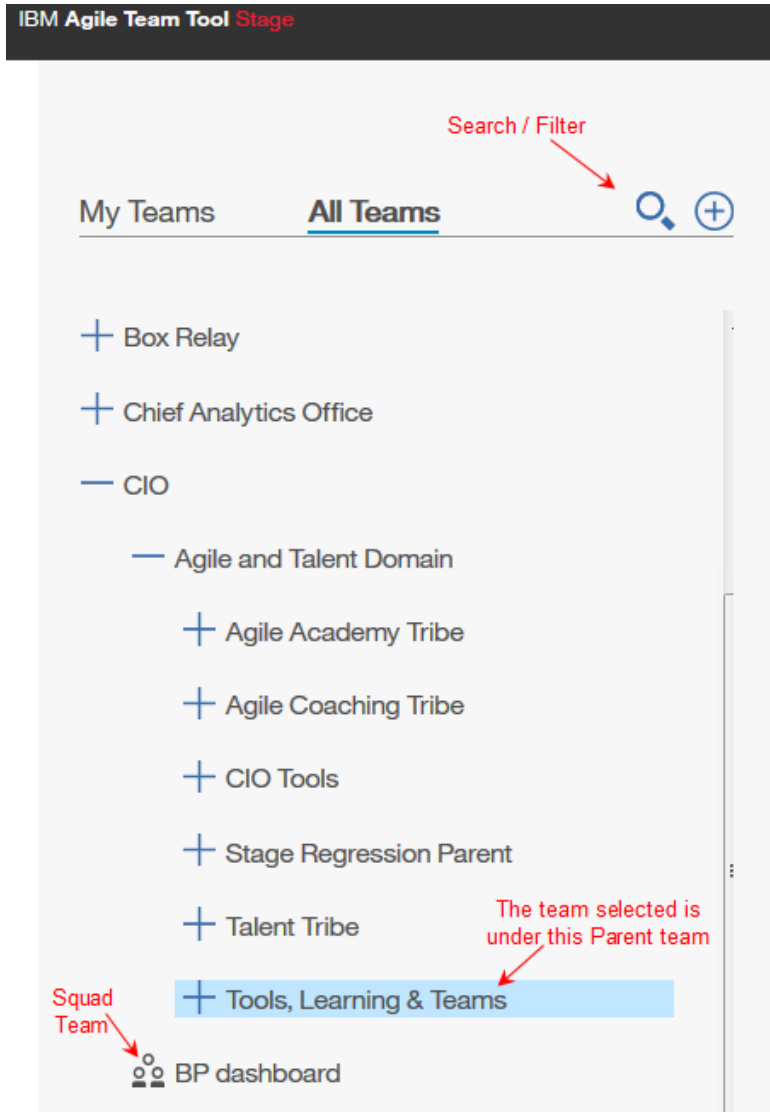 IBM Agile Team Tool Stage
Search / Filter
My Teams All Teams
Box Relay
Chief Analytics Office
CIO
Agile and Talent Domain
Agile Academy Tribe
Agile Coaching Tribe
CIO Tools
Stage Regression Parent
Talent Tribe
The team selected is
under this Parent team
Tools, Learning & Teams
Squad
Team
BP dashboard